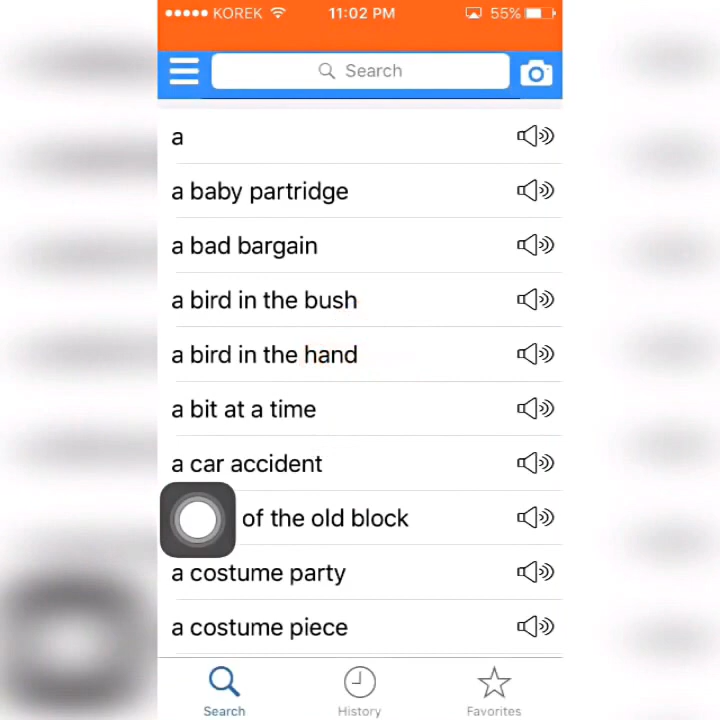 KOREK 11:02 PM 55%
Search
a
a baby partridge
a bad bargain
a bird in the bush
a bird in the hand
a bit at a time
a car accident
of the old block
a costume party
a costume piece
Search History Favorites